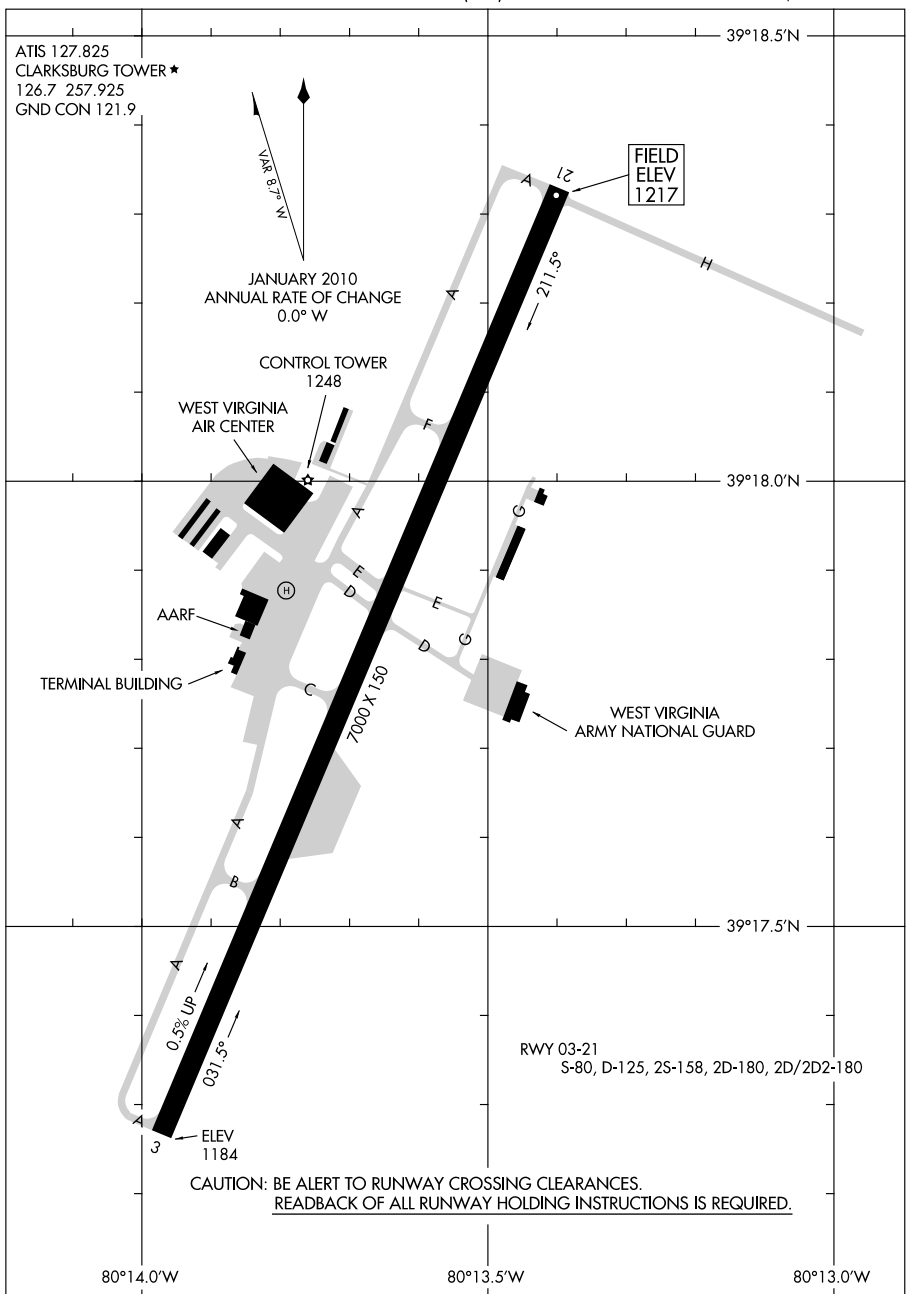 39°18.5'N
ATIS 127.825
CLARKSBURG TOWER ★
126.7 257.925
GND CON 121.9
VAR 8.7° W
JANUARY 2010
ANNUAL RATE OF CHANGE
0.0° W
FIELD
ELEV
1217
21
A
H
A
211.5°
CONTROL TOWER
1248
WEST VIRGINIA
AIR CENTER
F
39°18.0'N
A
G
E
D
H
E
D
G
AARF
TERMINAL BUILDING
C
7000 X 150
WEST VIRGINIA
ARMY NATIONAL GUARD
A
B
39°17.5'N
A
0.5% UP
031.5°
RWY 03-21
S-80, D-125, 2S-158, 2D-180, 2D/2D2-180
A
3
ELEV
1184
CAUTION: BE ALERT TO RUNWAY CROSSING CLEARANCES.
READBACK OF ALL RUNWAY HOLDING INSTRUCTIONS IS REQUIRED.
80°14.0'W
80°13.5'W
80°13.0'W